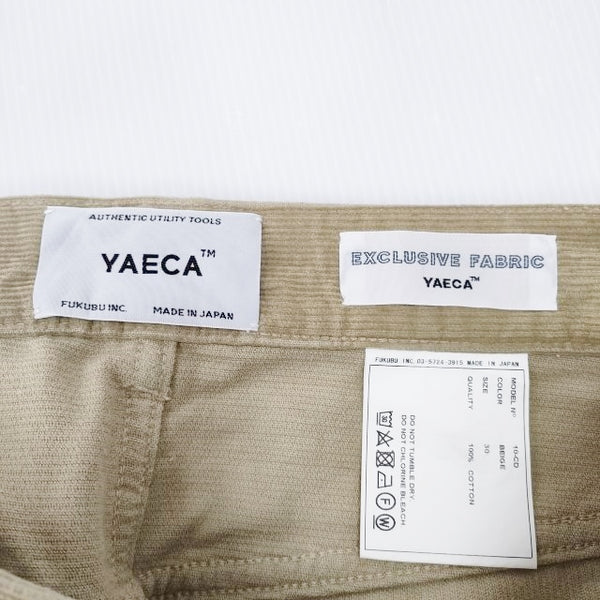 AUTHENTIC UTILITY TOOLS
YAECA™
FUKUBU INC. MADE IN JAPAN
EXCLUSIVE FABRIC
YAECA™
FUKUBU INC.03-5724-3915 MADE IN JAPAN
MODEL Nº 10-CD
COLOR BEIGE
SIZE 30
QUALITY 100% COTTON
DO NOT TUMBLE DRY
DO NOT CHLORINE BLEACH
F W